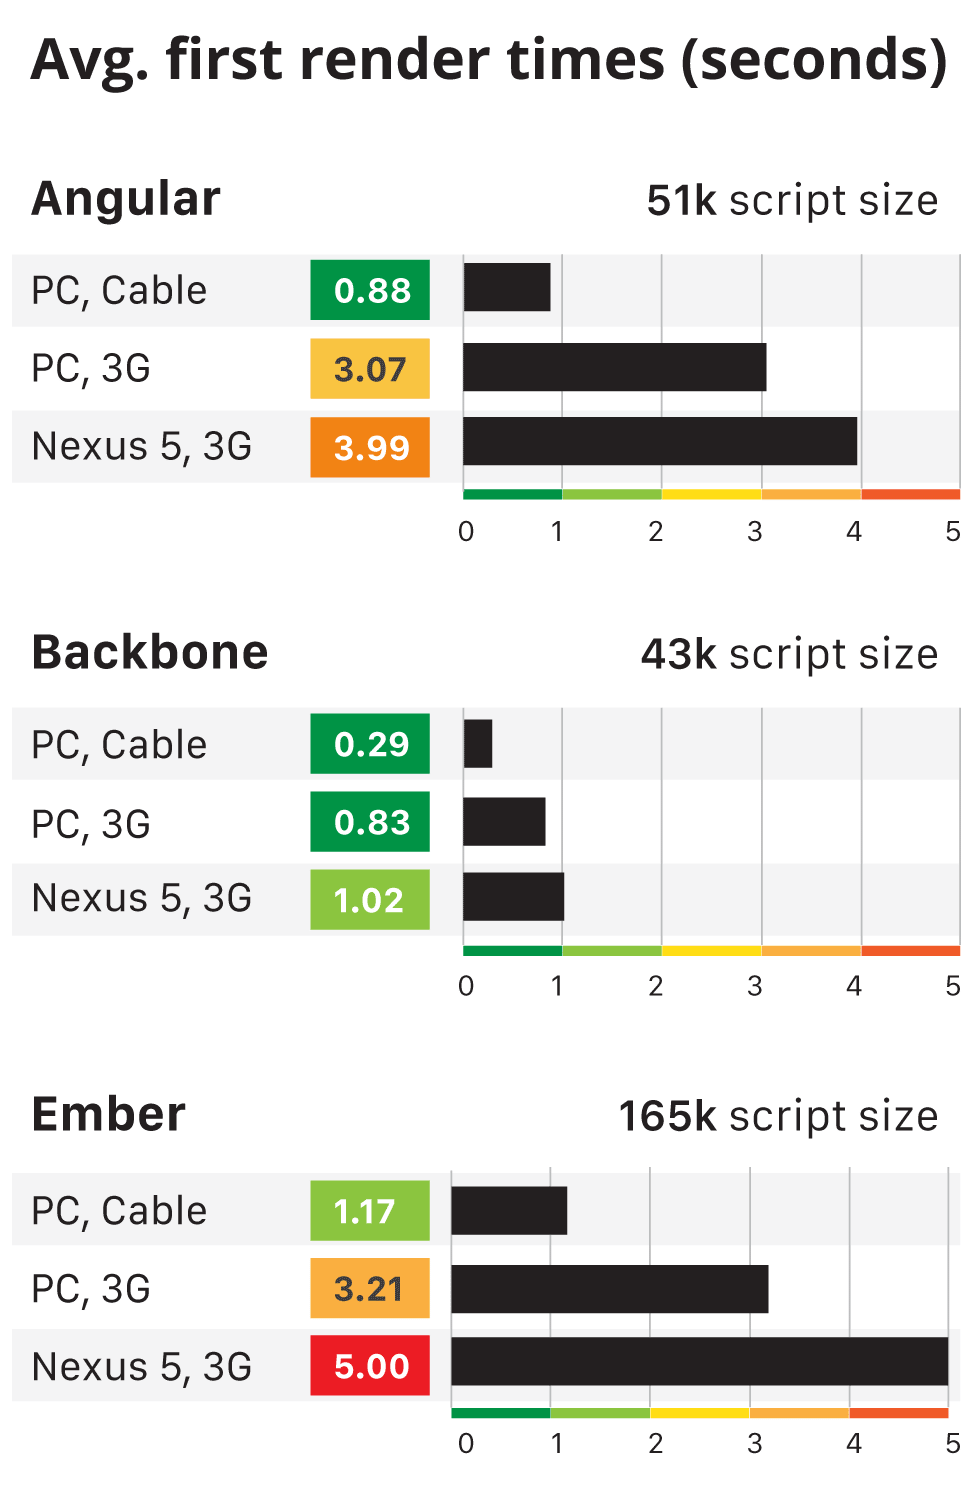 Avg. first render times (seconds)
Angular 51k script size
PC, Cable 0.88
PC, 3G 3.07
Nexus 5, 3G 3.99
0 1 2 3 4 5
Backbone 43k script size
PC, Cable 0.29
PC, 3G 0.83
Nexus 5, 3G 1.02
0 1 2 3 4 5
Ember 165k script size
PC, Cable 1.17
PC, 3G 3.21
Nexus 5, 3G 5.00
0 1 2 3 4 5